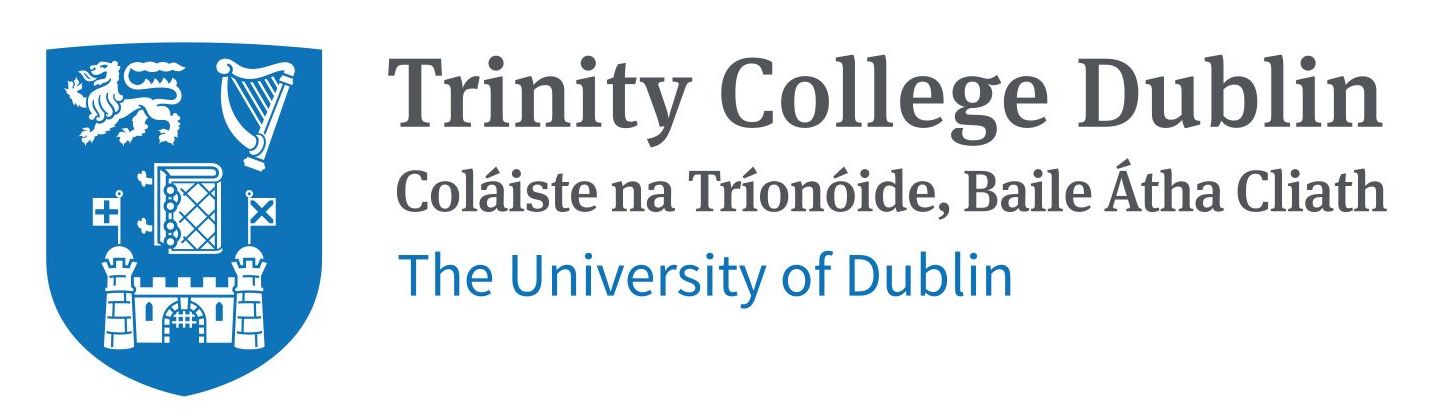 Trinity College Dublin
Coláiste na Tríonóide, Baile Átha Cliath
The University of Dublin